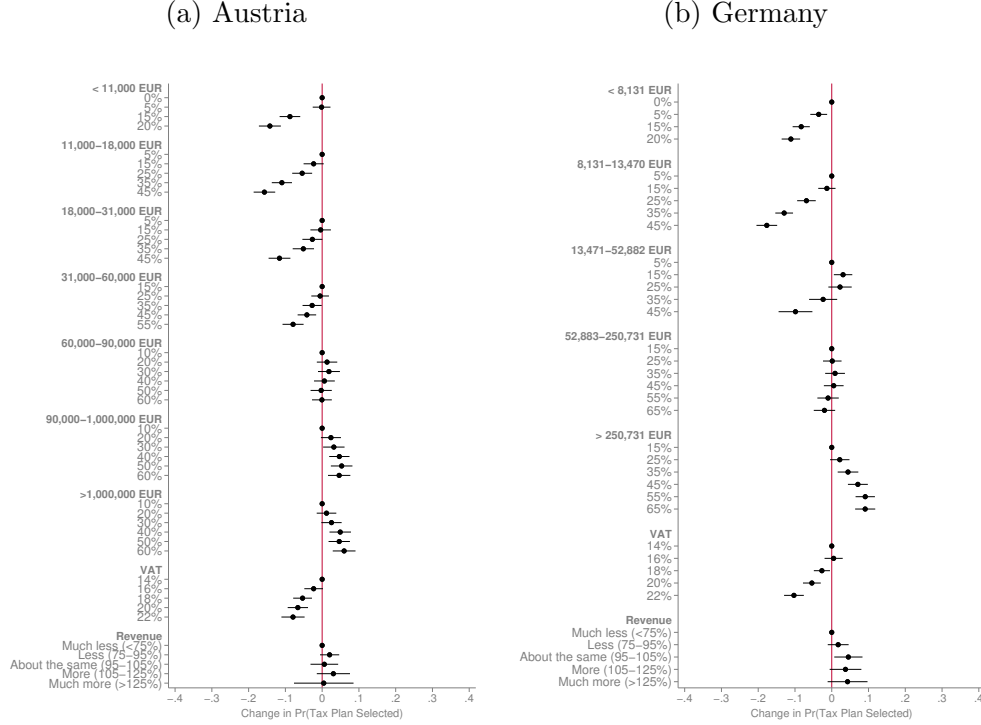 (a) Austria
< 11,000 EUR
0%
5%
15%
20%
11,000−18,000 EUR
5%
15%
25%
35%
45%
18,000−31,000 EUR
5%
15%
25%
35%
45%
31,000−60,000 EUR
15%
25%
35%
45%
55%
60,000−90,000 EUR
10%
20%
30%
40%
50%
60%
90,000−1,000,000 EUR
10%
20%
30%
40%
50%
60%
>1,000,000 EUR
10%
20%
30%
40%
50%
60%
VAT
14%
16%
18%
20%
22%
Revenue
Much less (<75%)
Less (75−95%)
About the same (95−105%)
More (105−125%)
Much more (>125%)
−.4 −.3 −.2 −.1 0 .1 .2 .3 .4
Change in Pr(Tax Plan Selected)
(b) Germany
< 8,131 EUR
0%
5%
15%
20%
8,131−13,470 EUR
5%
15%
25%
35%
45%
13,471−52,882 EUR
5%
15%
25%
35%
45%
52,883−250,731 EUR
15%
25%
35%
45%
55%
65%
> 250,731 EUR
15%
25%
35%
45%
55%
65%
VAT
14%
16%
18%
20%
22%
Revenue
Much less (<75%)
Less (75−95%)
About the same (95−105%)
More (105−125%)
Much more (>125%)
−.4 −.3 −.2 −.1 0 .1 .2 .3 .4
Change in Pr(Tax Plan Selected)